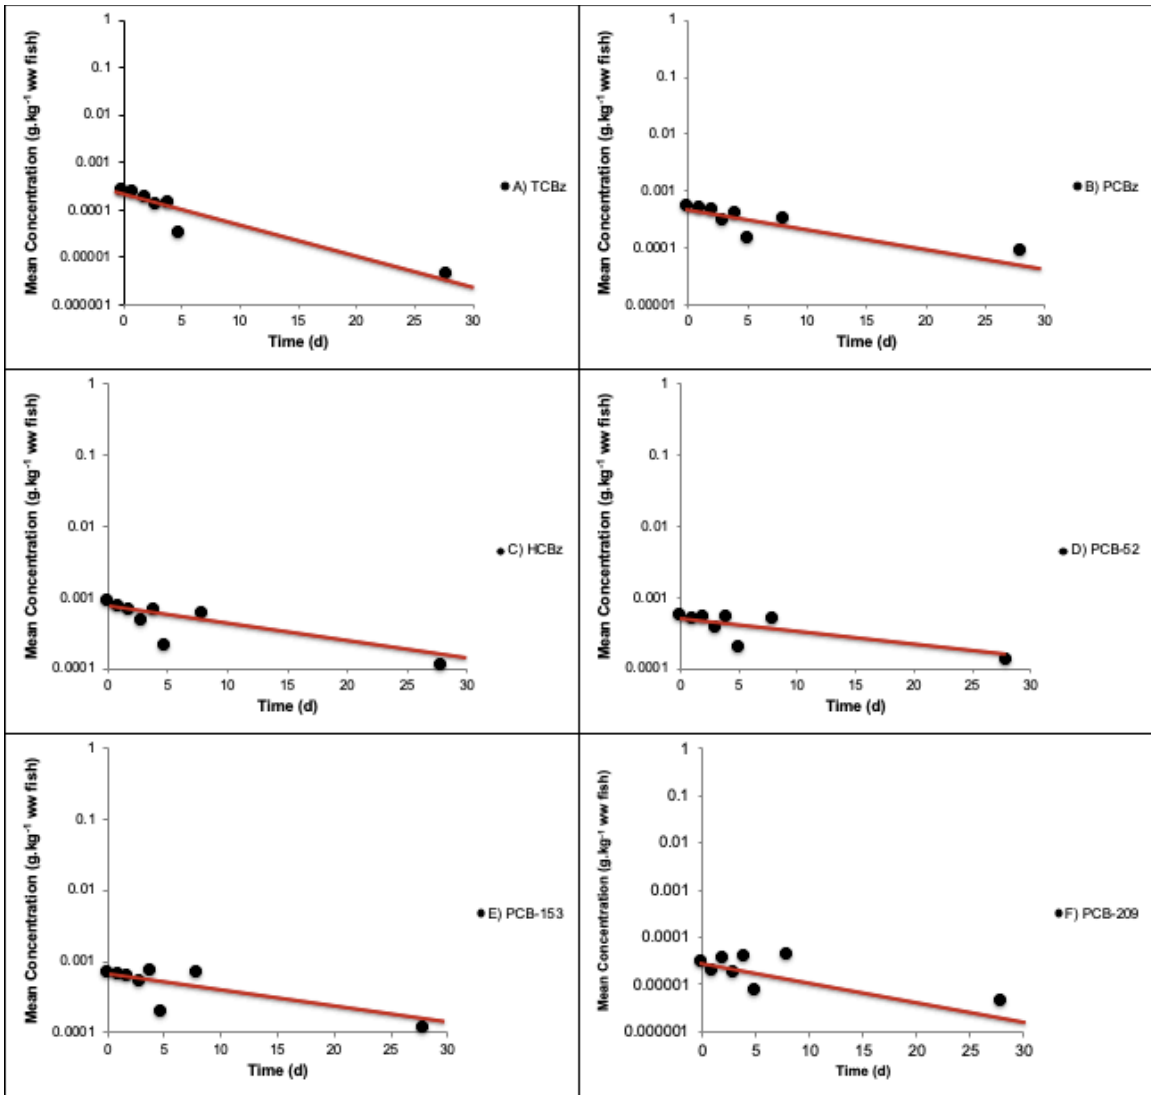 Mean Concentration (g.kg⁻¹ ww fish)
1
0.1
0.01
0.001
0.0001
0.00001
0.000001
0 5 10 15 20 25 30
Time (d)
A) TCBz
Mean Concentration (g.kg⁻¹ ww fish)
1
0.1
0.01
0.001
0.0001
0.00001
0 5 10 15 20 25 30
Time (d)
B) PCBz
Mean Concentration (g.kg⁻¹ ww fish)
1
0.1
0.01
0.001
0.0001
0 5 10 15 20 25 30
Time (d)
C) HCBz
Mean Concentration (g.kg⁻¹ ww fish)
1
0.1
0.01
0.001
0.0001
0 5 10 15 20 25 30
Time (d)
D) PCB-52
Mean Concentration (g.kg⁻¹ ww fish)
1
0.1
0.01
0.001
0.0001
0 5 10 15 20 25 30
Time (d)
E) PCB-153
Mean Concentration (g.kg⁻¹ ww fish)
1
0.1
0.01
0.001
0.0001
0.00001
0.000001
0 5 10 15 20 25 30
Time (d)
F) PCB-209